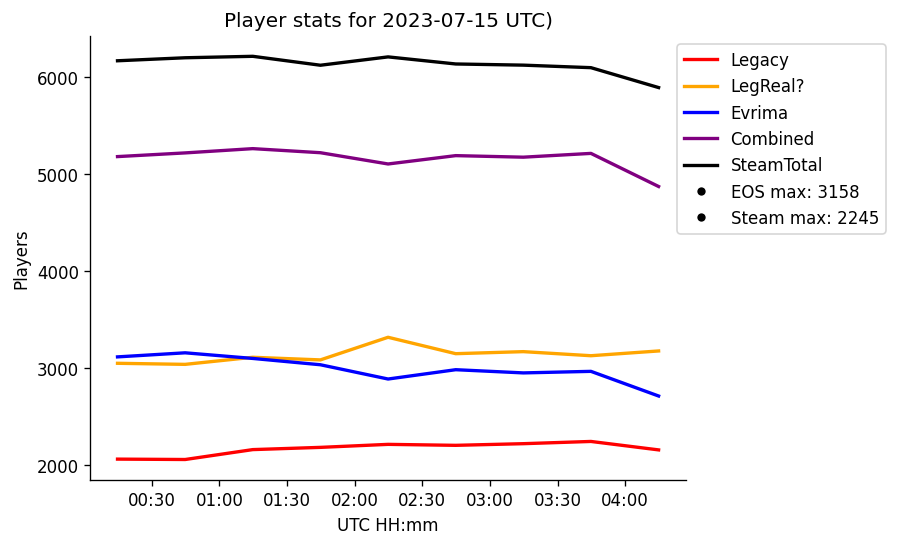 Player stats for 2023-07-15 UTC)
Players
6000
5000
4000
3000
2000
00:30 01:00 01:30 02:00 02:30 03:00 03:30 04:00
UTC HH:mm
Legacy
LegReal?
Evrima
Combined
SteamTotal
EOS max: 3158
Steam max: 2245